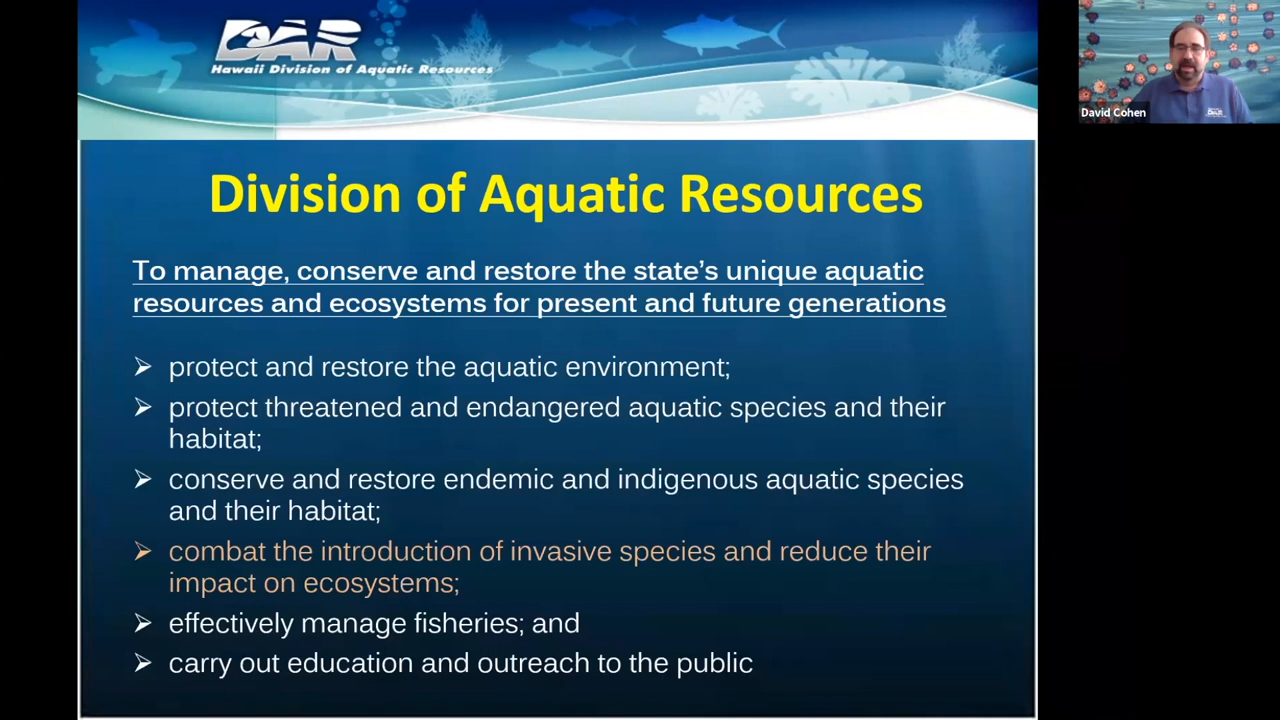 DAR
Hawaii Division of Aquatic Resources
David Cohen
Division of Aquatic Resources
To manage, conserve and restore the state’s unique aquatic
resources and ecosystems for present and future generations
➢ protect and restore the aquatic environment;
➢ protect threatened and endangered aquatic species and their
habitat;
➢ conserve and restore endemic and indigenous aquatic species
and their habitat;
➢ combat the introduction of invasive species and reduce their
impact on ecosystems;
➢ effectively manage fisheries; and
➢ carry out education and outreach to the public